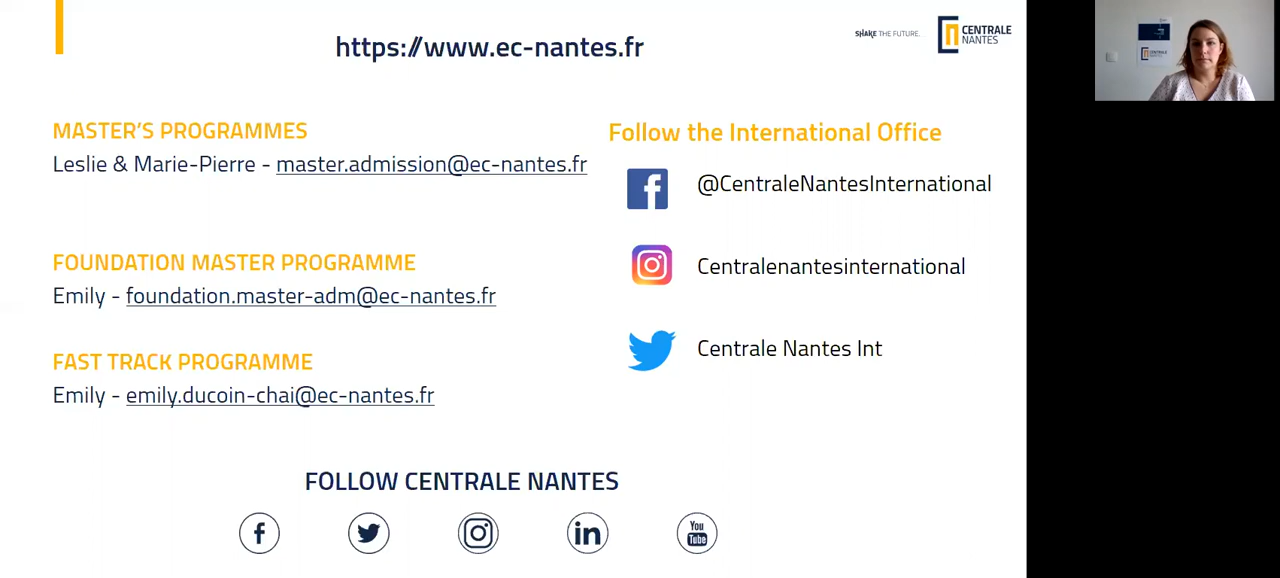 https://www.ec-nantes.fr
SHAKE THE FUTURE.
CENTRALE
NANTES
MASTER'S PROGRAMMES
Leslie & Marie-Pierre - master.admission@ec-nantes.fr
FOUNDATION MASTER PROGRAMME
Emily - foundation.master-adm@ec-nantes.fr
FAST TRACK PROGRAMME
Emily - emily.ducoin-chai@ec-nantes.fr
Follow the International Office
@CentraleNantesInternational
Centralenantesinternational
Centrale Nantes Int
FOLLOW CENTRALE NANTES
You
Tube
CENTRALE
NANTES